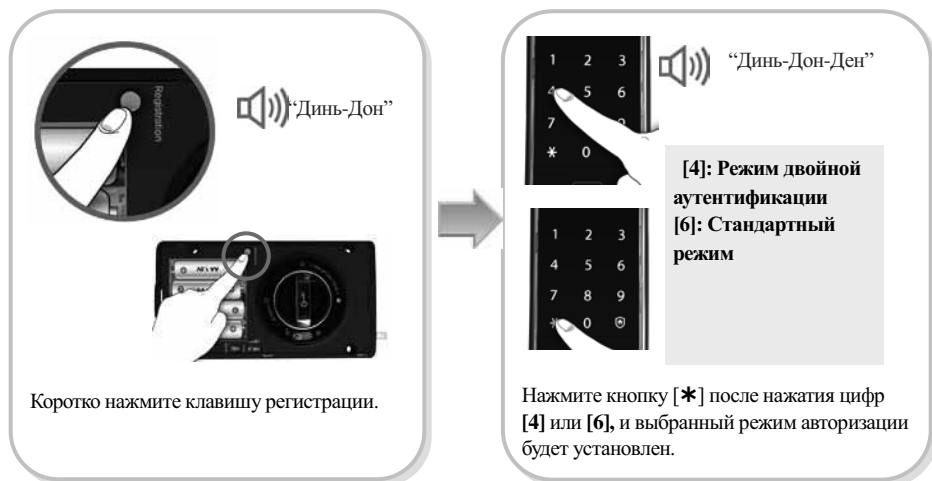 Registration
“Динь-Дон”
Коротко нажмите клавишу регистрации.
1 2 3
4 5 6
7 9
* 0
“Динь-Дон-Ден”
[4]: Режим двойной
аутентификации
[6]: Стандартный
режим
1 2 3
4 5 6
7 8 9
* 0
Нажмите кнопку [*] после нажатия цифр
[4] или [6], и выбранный режим авторизации
будет установлен.